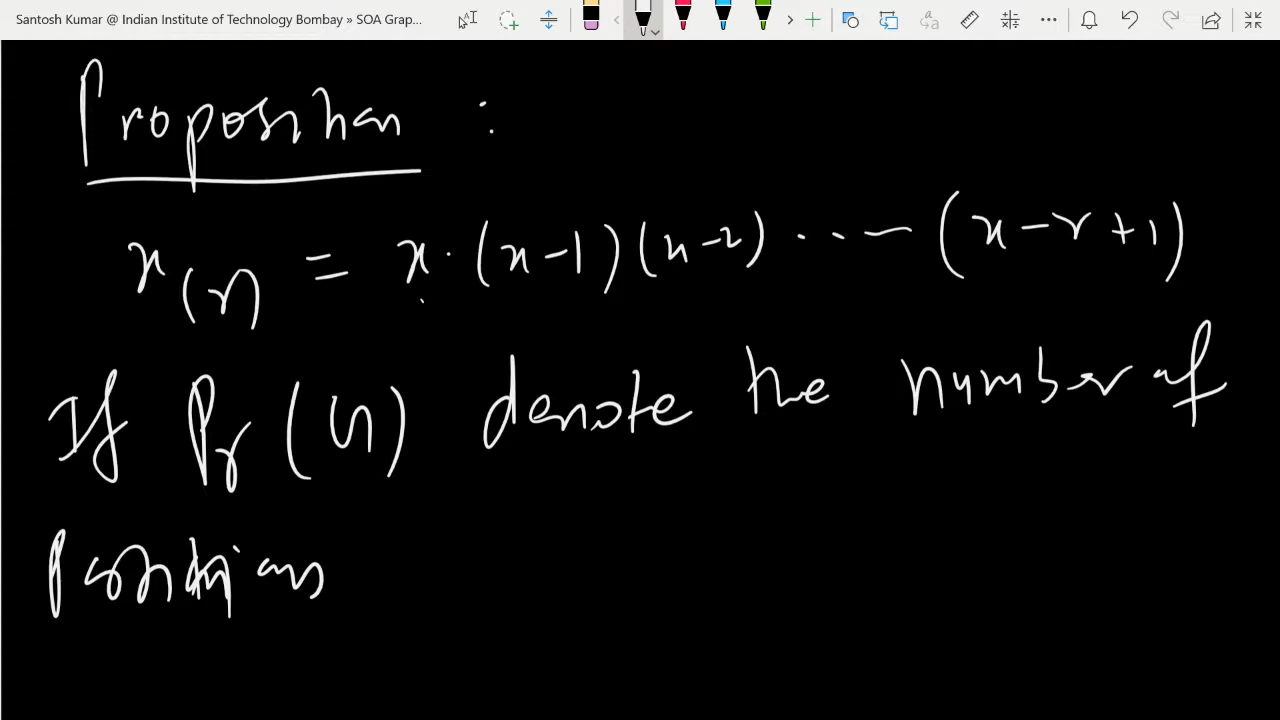 Santosh Kumar @ Indian Institute of Technology Bombay » SOA Grap...
Proposition :
x(r) = x · (x-1)(x-2) ... — (x-r+1)
If Pr(G) denote the number of
Partitions